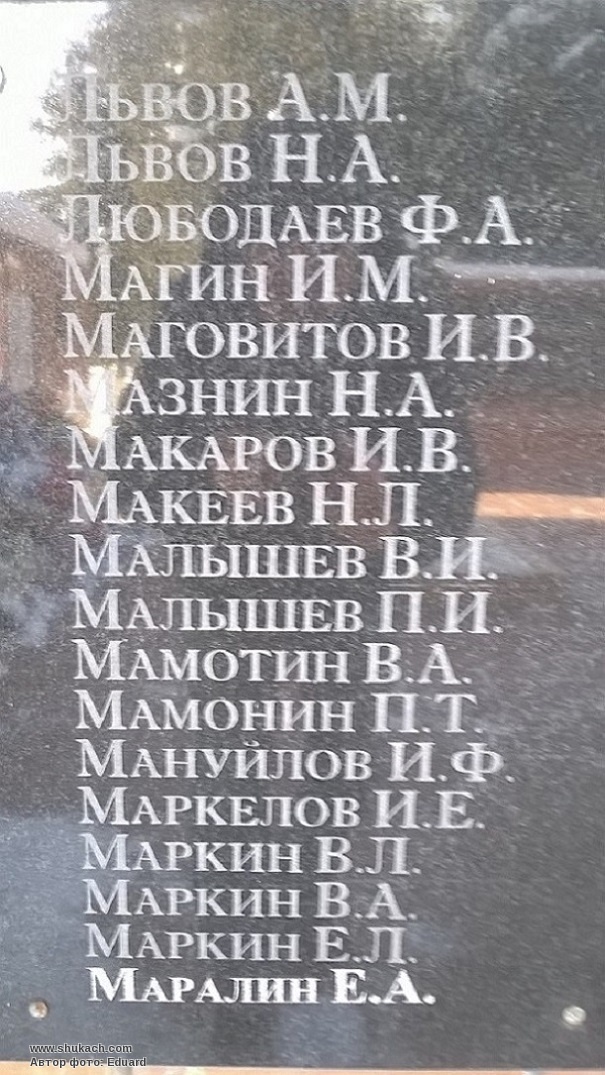 Львов А.М.
Львов Н.А.
Любодаев Ф.А.
Магин И.М.
Маговитов И.В.
Мазнин Н.А.
Макаров И.В.
Макеев Н.Л.
Малышев В.И.
Малышев П.И.
Мамотин В.А.
Мамонин П.Т.
Мануйлов И.Ф.
Маркелов И.Е.
Маркин В.Л.
Маркин В.А.
Маркин Е.Л.
Маралин Е.А.
www.shukach.com
Автор фото: Eduard